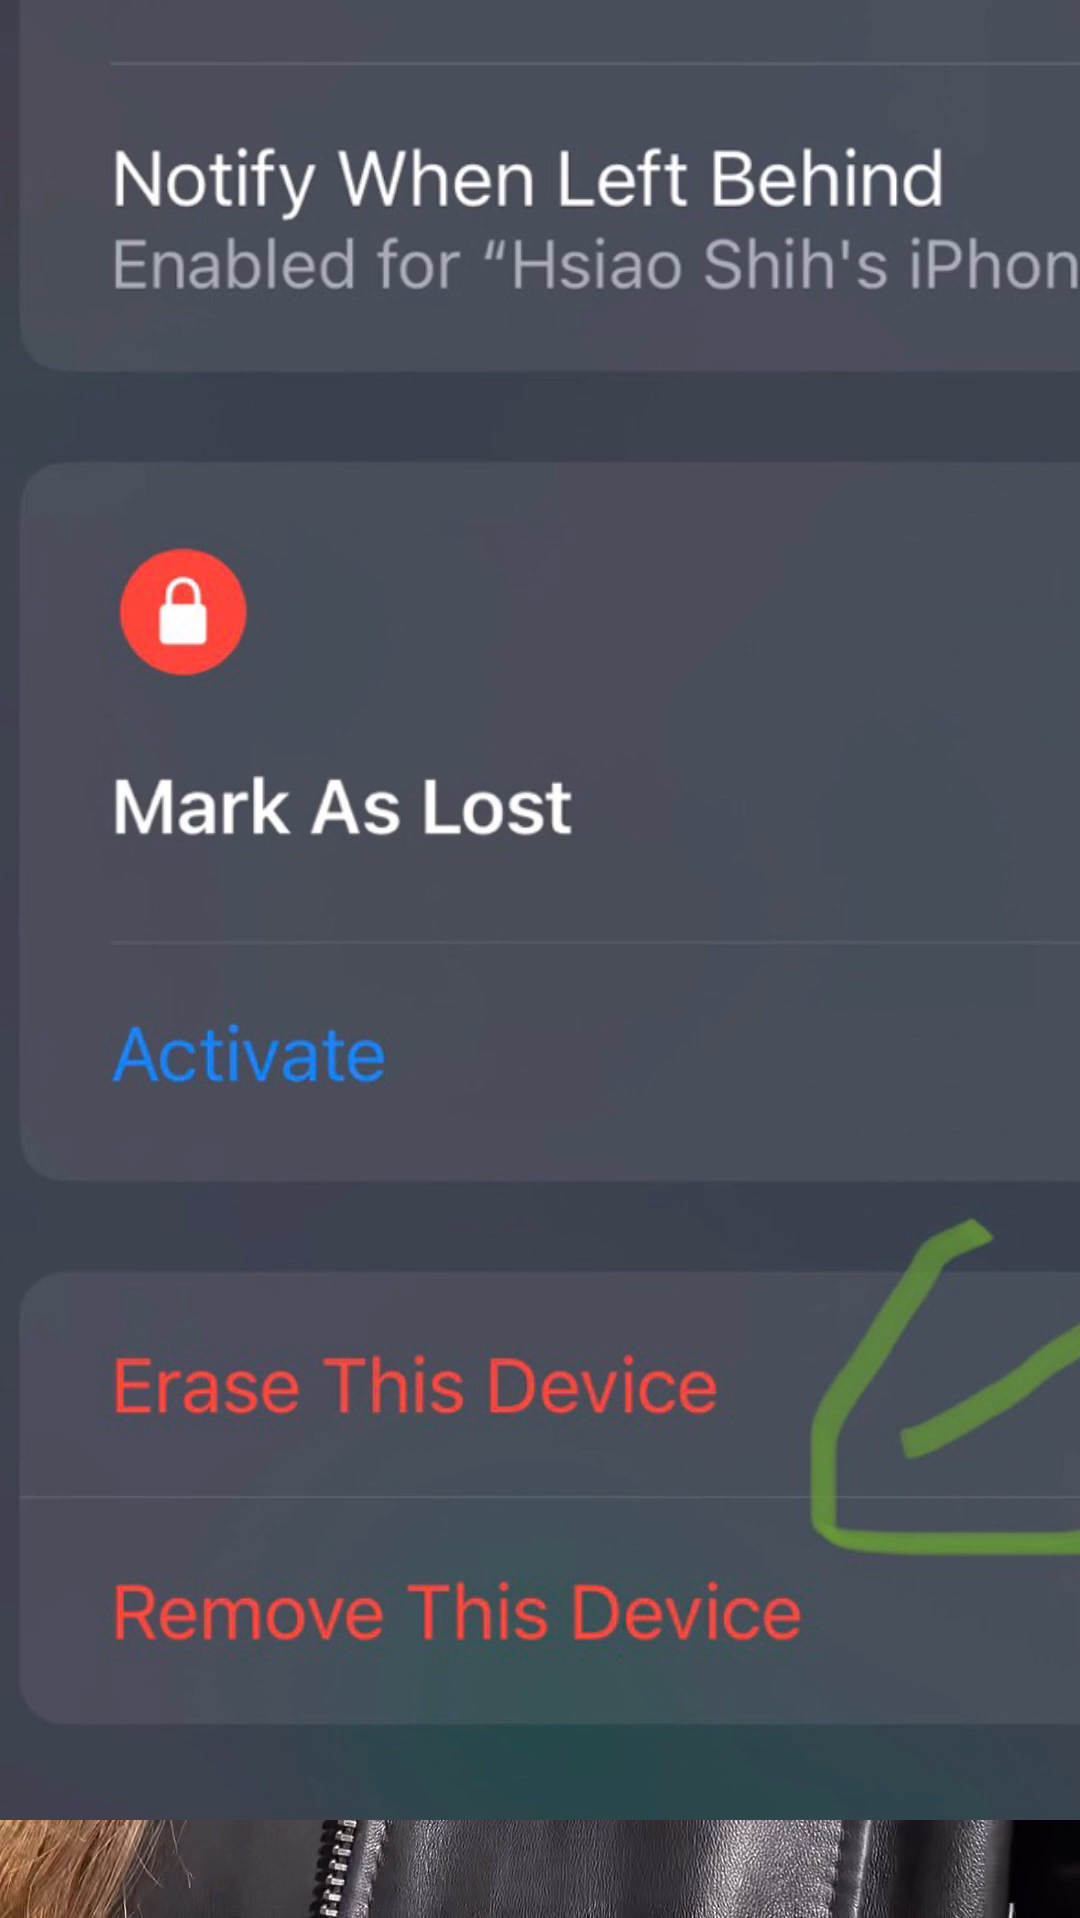 Notify When Left Behind
Enabled for “Hsiao Shih's iPhon
Mark As Lost
Activate
Erase This Device
Remove This Device